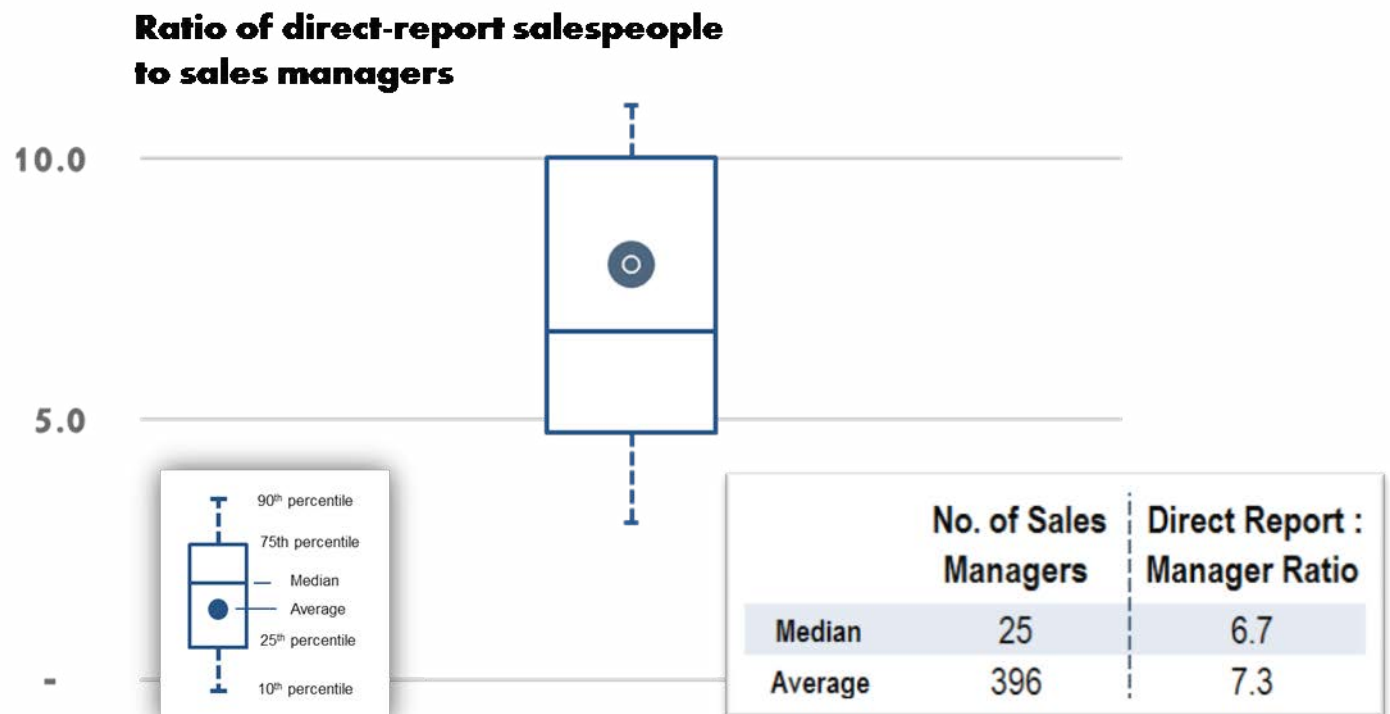 Ratio of direct-report salespeople
to sales managers
10.0
5.0
-
90th percentile
75th percentile
Median
Average
25th percentile
10th percentile
No. of Sales Managers
Direct Report : Manager Ratio
Median 25 6.7
Average 396 7.3